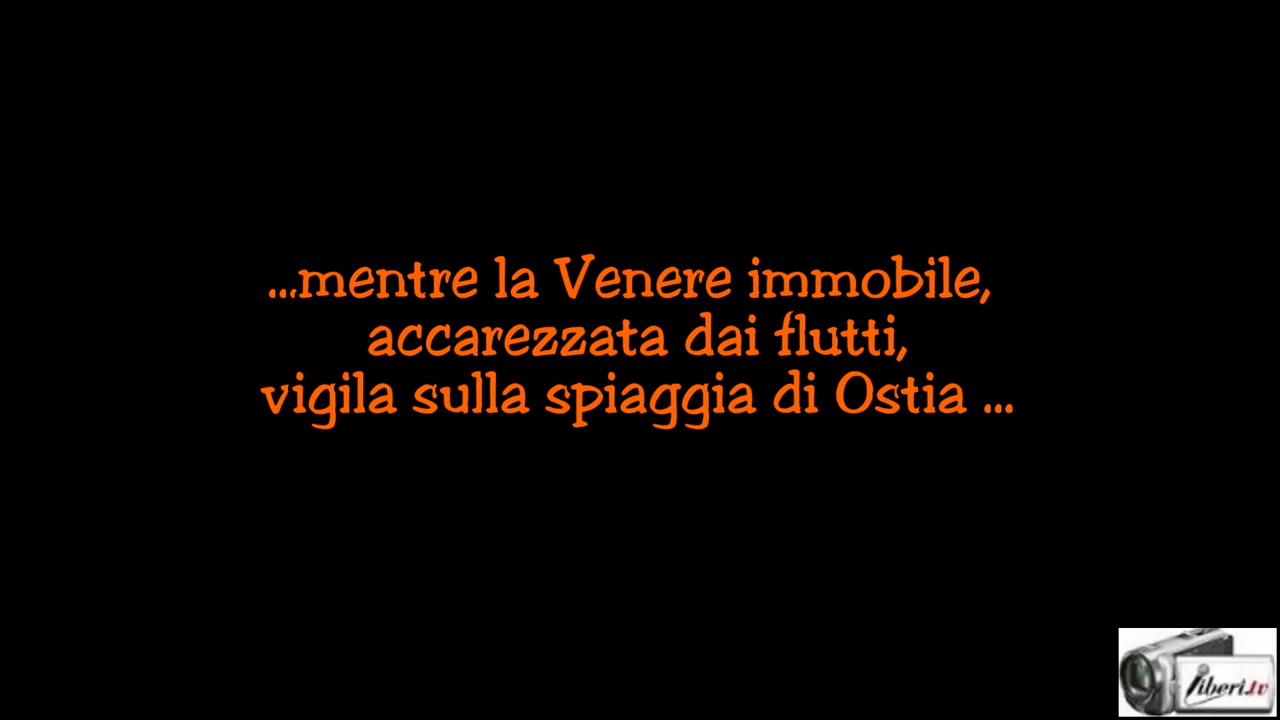 ...mentre la Venere immobile,
accarezzata dai flutti,
vigila sulla spiaggia di Ostia ...
liberi.tv